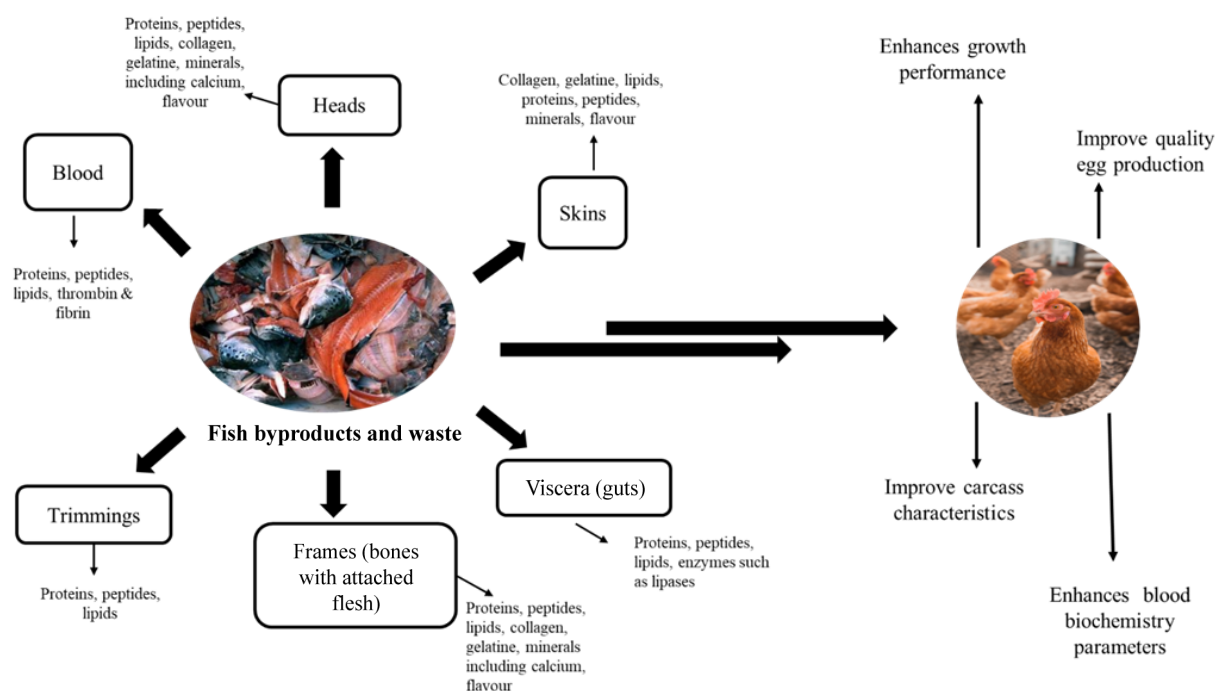 Proteins, peptides,
lipids, collagen,
gelatine, minerals,
including calcium,
flavour
Heads
Collagen, gelatine, lipids,
proteins, peptides,
minerals, flavour
Skins
Blood
Proteins, peptides,
lipids, thrombin &
fibrin
Fish byproducts and waste
Trimmings
Proteins, peptides,
lipids
Frames (bones
with attached
flesh)
Proteins, peptides,
lipids, collagen,
gelatine, minerals
including calcium,
flavour
Viscera (guts)
Proteins, peptides,
lipids, enzymes such
as lipases
Enhances growth
performance
Improve quality
egg production
Improve carcass
characteristics
Enhances blood
biochemistry
parameters